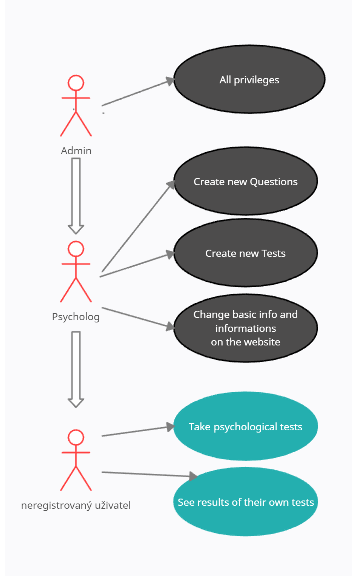 All privileges
Admin
Create new Questions
Create new Tests
Psycholog
Change basic info and
informations
on the website
Take psychological tests
neregistrovaný uživatel
See results of their own tests